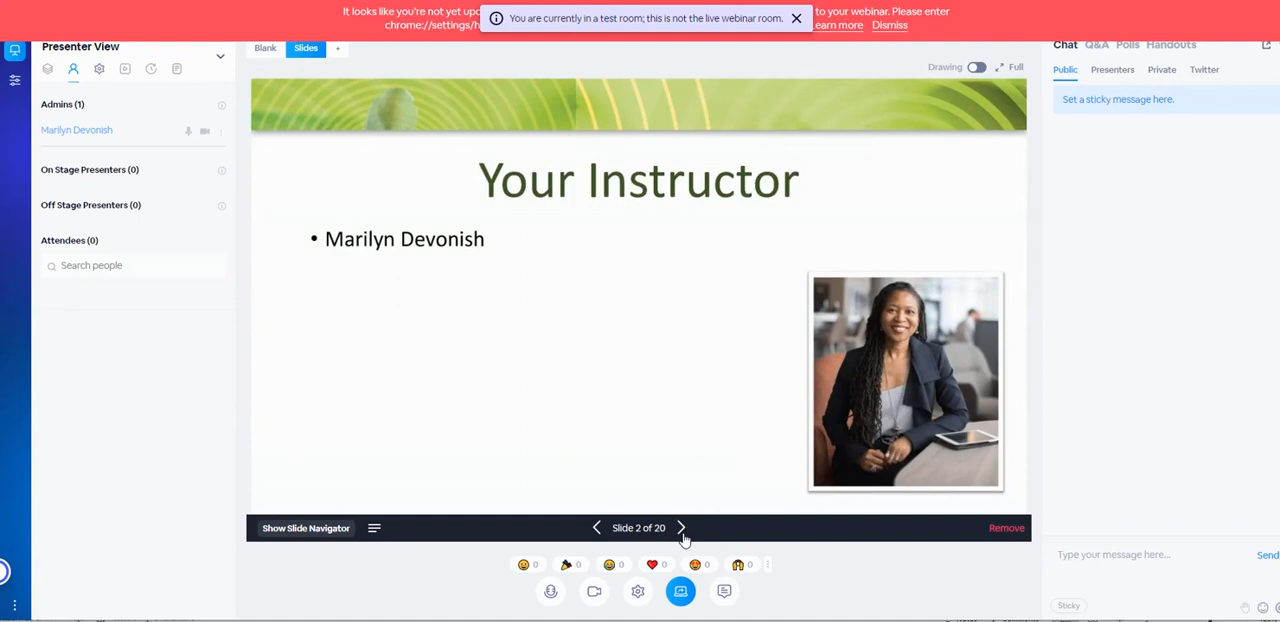 It looks like you're not yet up
to your webinar. Please enter
chrome://settings/h
earn more
Dismiss
You are currently in a test room; this is not the live webinar room.
Presenter View
Admins (1)
Marilyn Devonish
On Stage Presenters (0)
Off Stage Presenters (0)
Attendees (0)
Search people
Blank
Slides
+
Drawing
Full
Your Instructor
• Marilyn Devonish
Show Slide Navigator
Slide 2 of 20
Remove
0
0
0
0
0
0
Chat Q&A Polls Handouts
Public Presenters Private Twitter
Set a sticky message here.
Type your message here...
Send
Sticky